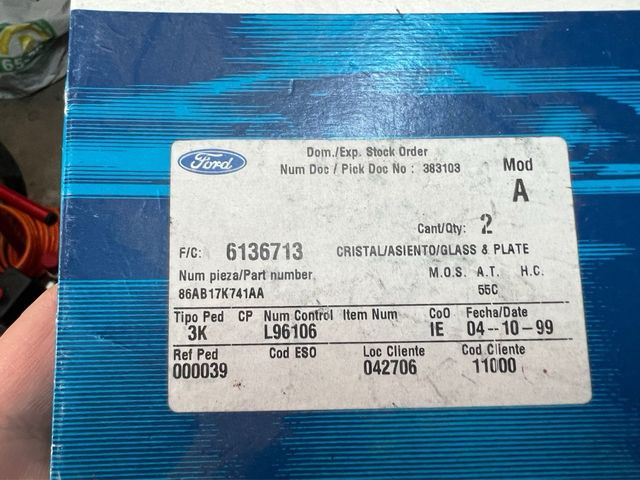 Ford
Dom./Exp. Stock Order
Num Doc / Pick Doc No : 383103
Mod
A
Cant/Qty: 2
F/C: 6136713 CRISTAL/ASIENTO/GLASS & PLATE
Num pieza/Part number M.O.S. A.T. H.C.
86AB17K741AA 55C
Tipo Ped CP Num Control Item Num CoO Fecha/Date
3K L96106 IE 04--10-99
Ref Ped Cod ESO Loc Cliente Cod Cliente
000039 042706 11000